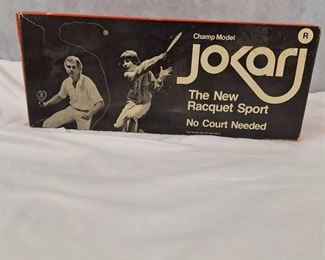 Champ Model
R
Jokari
The New
Racquet Sport
No Court Needed